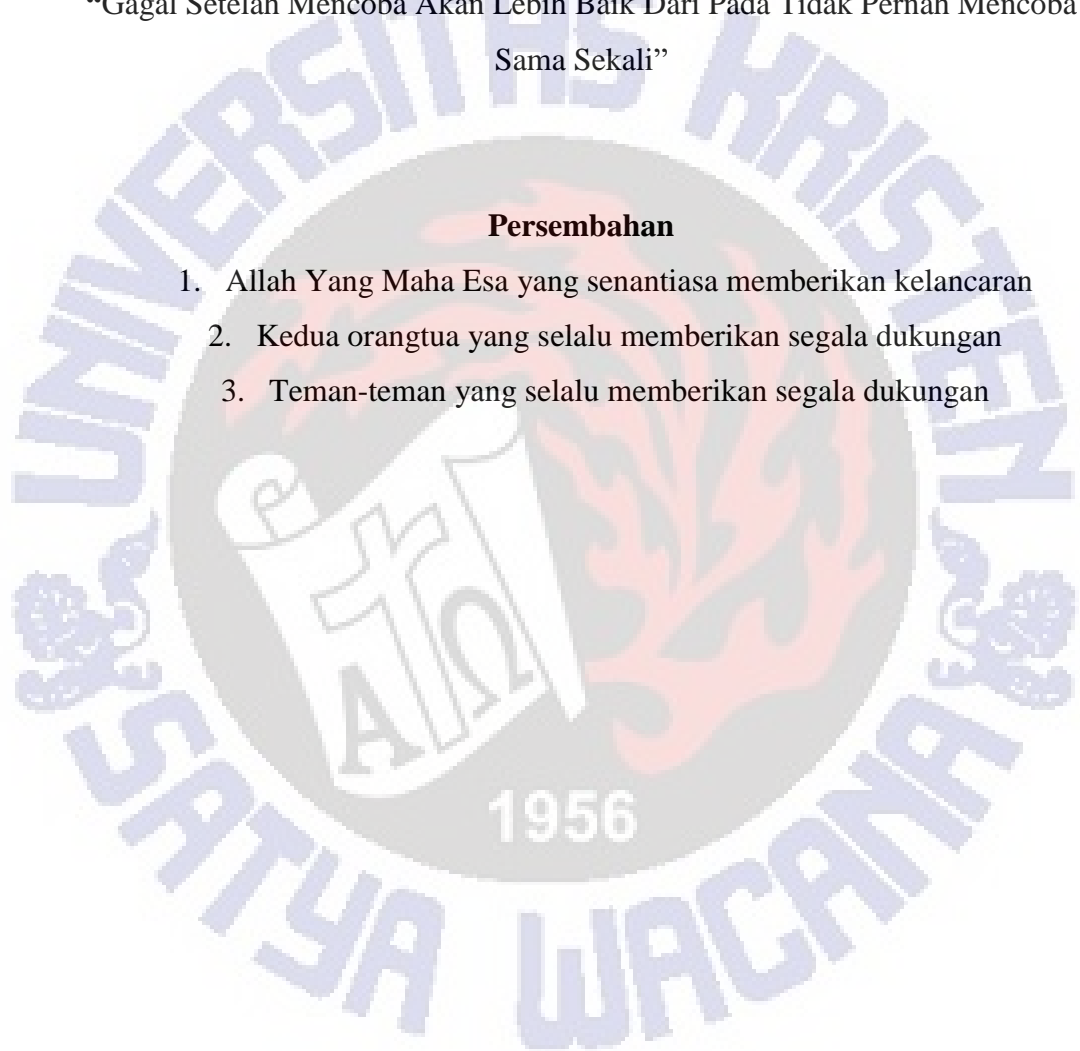 “Gagal Setelah Mencoba Akan Lebih Baik Dari Pada Tidak Pernah Mencoba
Sama Sekali”
Persembahan
1. Allah Yang Maha Esa yang senantiasa memberikan kelancaran
2. Kedua orangtua yang selalu memberikan segala dukungan
3. Teman-teman yang selalu memberikan segala dukungan
UNIVERSITAS KRISTEN
SATYA WACANA
Α Ω
1956